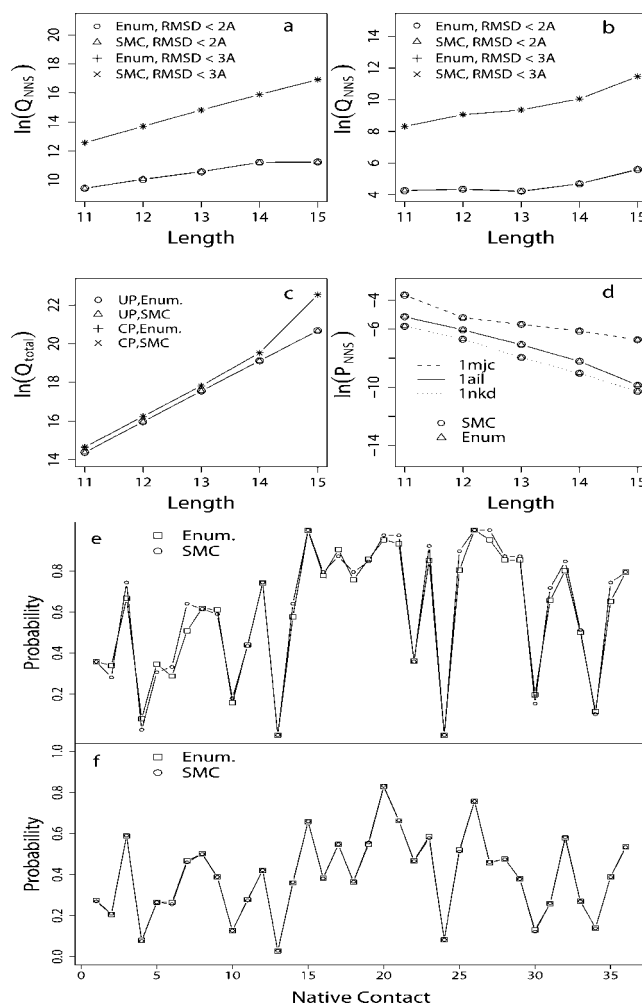 a
Enum, RMSD < 2A
SMC, RMSD < 2A
Enum, RMSD < 3A
SMC, RMSD < 3A
ln(QNNS)
10 12 14 16 18 20
11 12 13 14 15
Length
b
Enum, RMSD < 2A
SMC, RMSD < 2A
Enum, RMSD < 3A
SMC, RMSD < 3A
ln(QNNS)
4 6 8 10 12 14
11 12 13 14 15
Length
c
UP,Enum.
UP,SMC
CP,Enum.
CP,SMC
ln(Qtotal)
14 16 18 20 22
11 12 13 14 15
Length
d
1mjc
1ail
1nkd
SMC
Enum
ln(PNNS)
−14 −10 −6 −4
11 12 13 14 15
Length
e
Enum.
SMC
Probability
0.0 0.2 0.4 0.6 0.8
f
Enum.
SMC
Probability
0.0 0.2 0.4 0.6 0.8 1.0
0 5 10 15 20 25 30 35
Native Contact